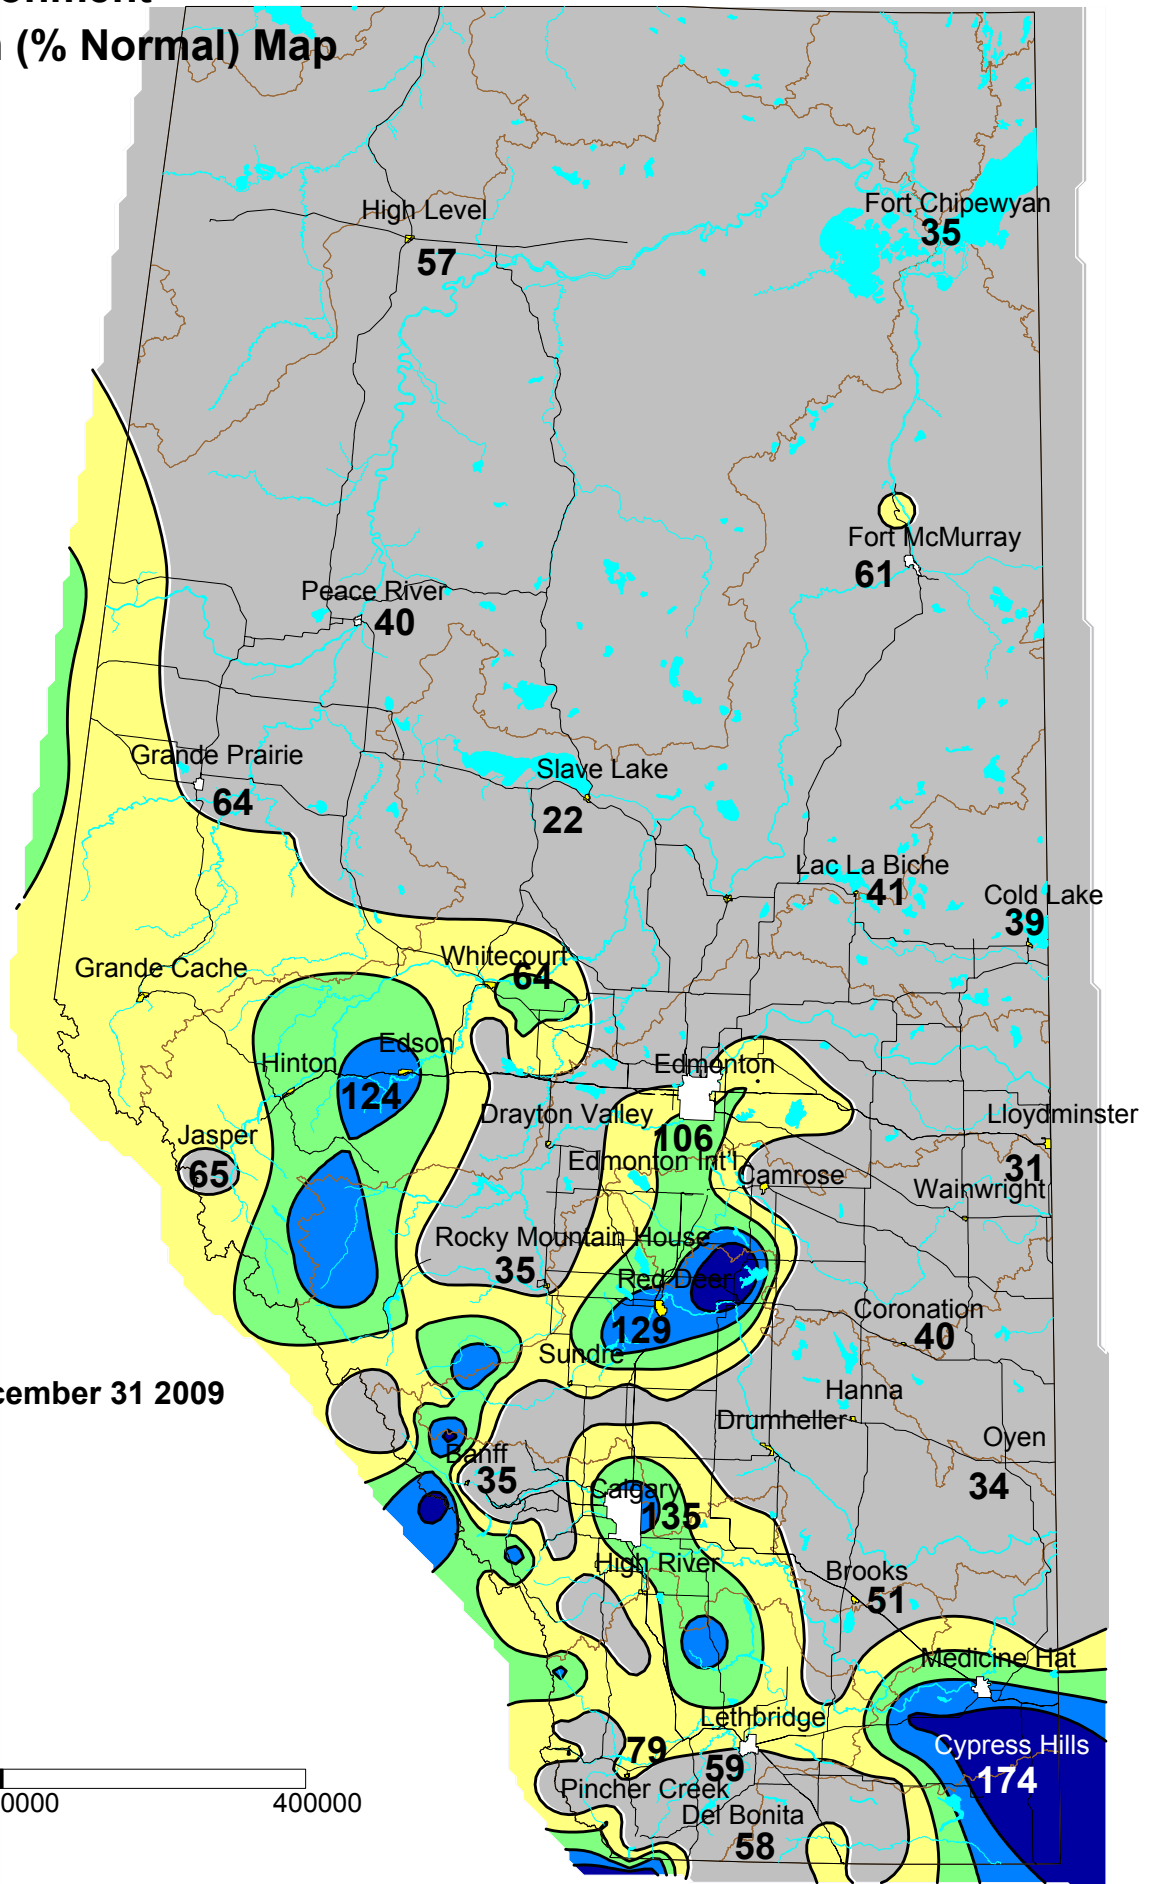 (% Normal) Map
High Level
57
Fort Chipewyan
35
Fort McMurray
61
Peace River
40
Grande Prairie
64
Slave Lake
22
Lac La Biche
41
Cold Lake
39
Whitecourt
64
Grande Cache
Edson
Hinton
124
Edmonton
Drayton Valley
106
Lloydminster
31
Jasper
65
Edmonton Int'l
Camrose
Wainwright
Rocky Mountain House
35
Red Deer
129
Coronation
40
Sundre
cember 31 2009
Hanna
Drumheller
Oyen
34
Banff
35
Calgary
135
High River
Brooks
51
Medicine Hat
Lethbridge
59
79
Pincher Creek
Cypress Hills
174
Del Bonita
58
0000
400000